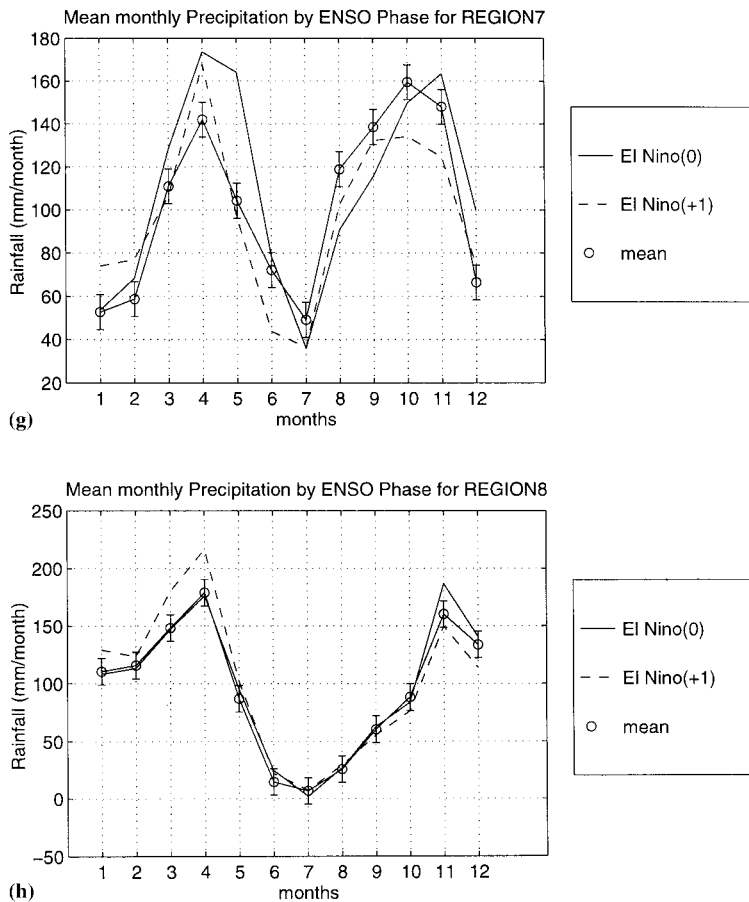 Mean monthly Precipitation by ENSO Phase for REGION7
180
160
140
120
100
80
60
40
20
Rainfall (mm/month)
1 2 3 4 5 6 7 8 9 10 11 12
months
El Nino(0)
El Nino(+1)
mean
(g)
Mean monthly Precipitation by ENSO Phase for REGION8
250
200
150
100
50
0
−50
Rainfall (mm/month)
1 2 3 4 5 6 7 8 9 10 11 12
months
El Nino(0)
El Nino(+1)
mean
(h)